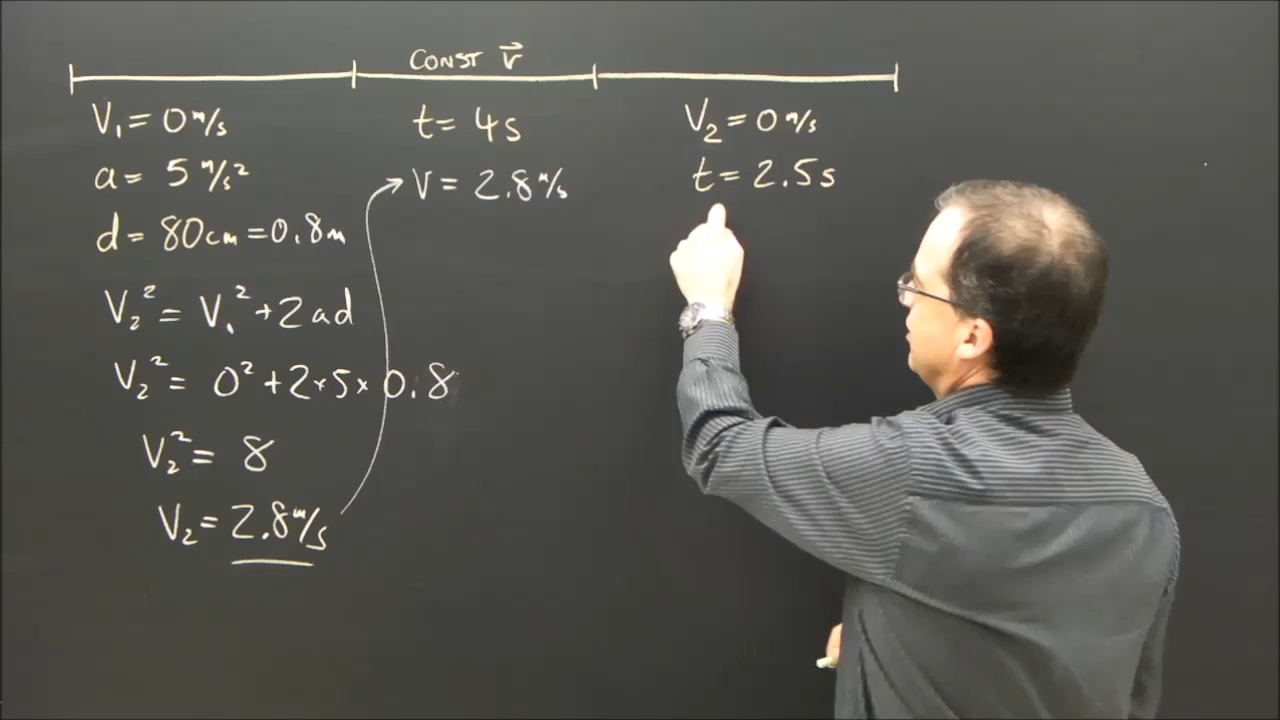 CONST V⃗
V₁ = 0 m/s
a = 5 m/s²
d = 80cm = 0.8m
V₂² = V₁² + 2ad
V₂² = 0² + 2 × 5 × 0.8
V₂² = 8
V₂ = 2.8 m/s
t = 4s
V = 2.8 m/s
V₂ = 0 m/s
t = 2.5s